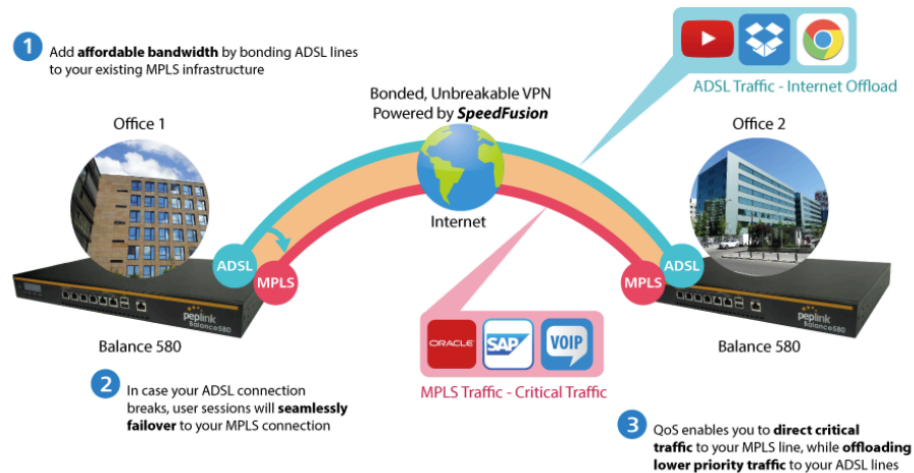 1
Add affordable bandwidth by bonding ADSL lines
to your existing MPLS infrastructure
Bonded, Unbreakable VPN
Powered by SpeedFusion
ADSL Traffic - Internet Offload
Office 1
Office 2
Internet
ADSL
MPLS
MPLS
ADSL
peplink
Balance580
peplink
Balance580
ORACLE
SAP
VOIP
Balance 580
Balance 580
MPLS Traffic - Critical Traffic
2
In case your ADSL connection
breaks, user sessions will seamlessly
failover to your MPLS connection
3
QoS enables you to direct critical
traffic to your MPLS line, while offloading
lower priority traffic to your ADSL lines